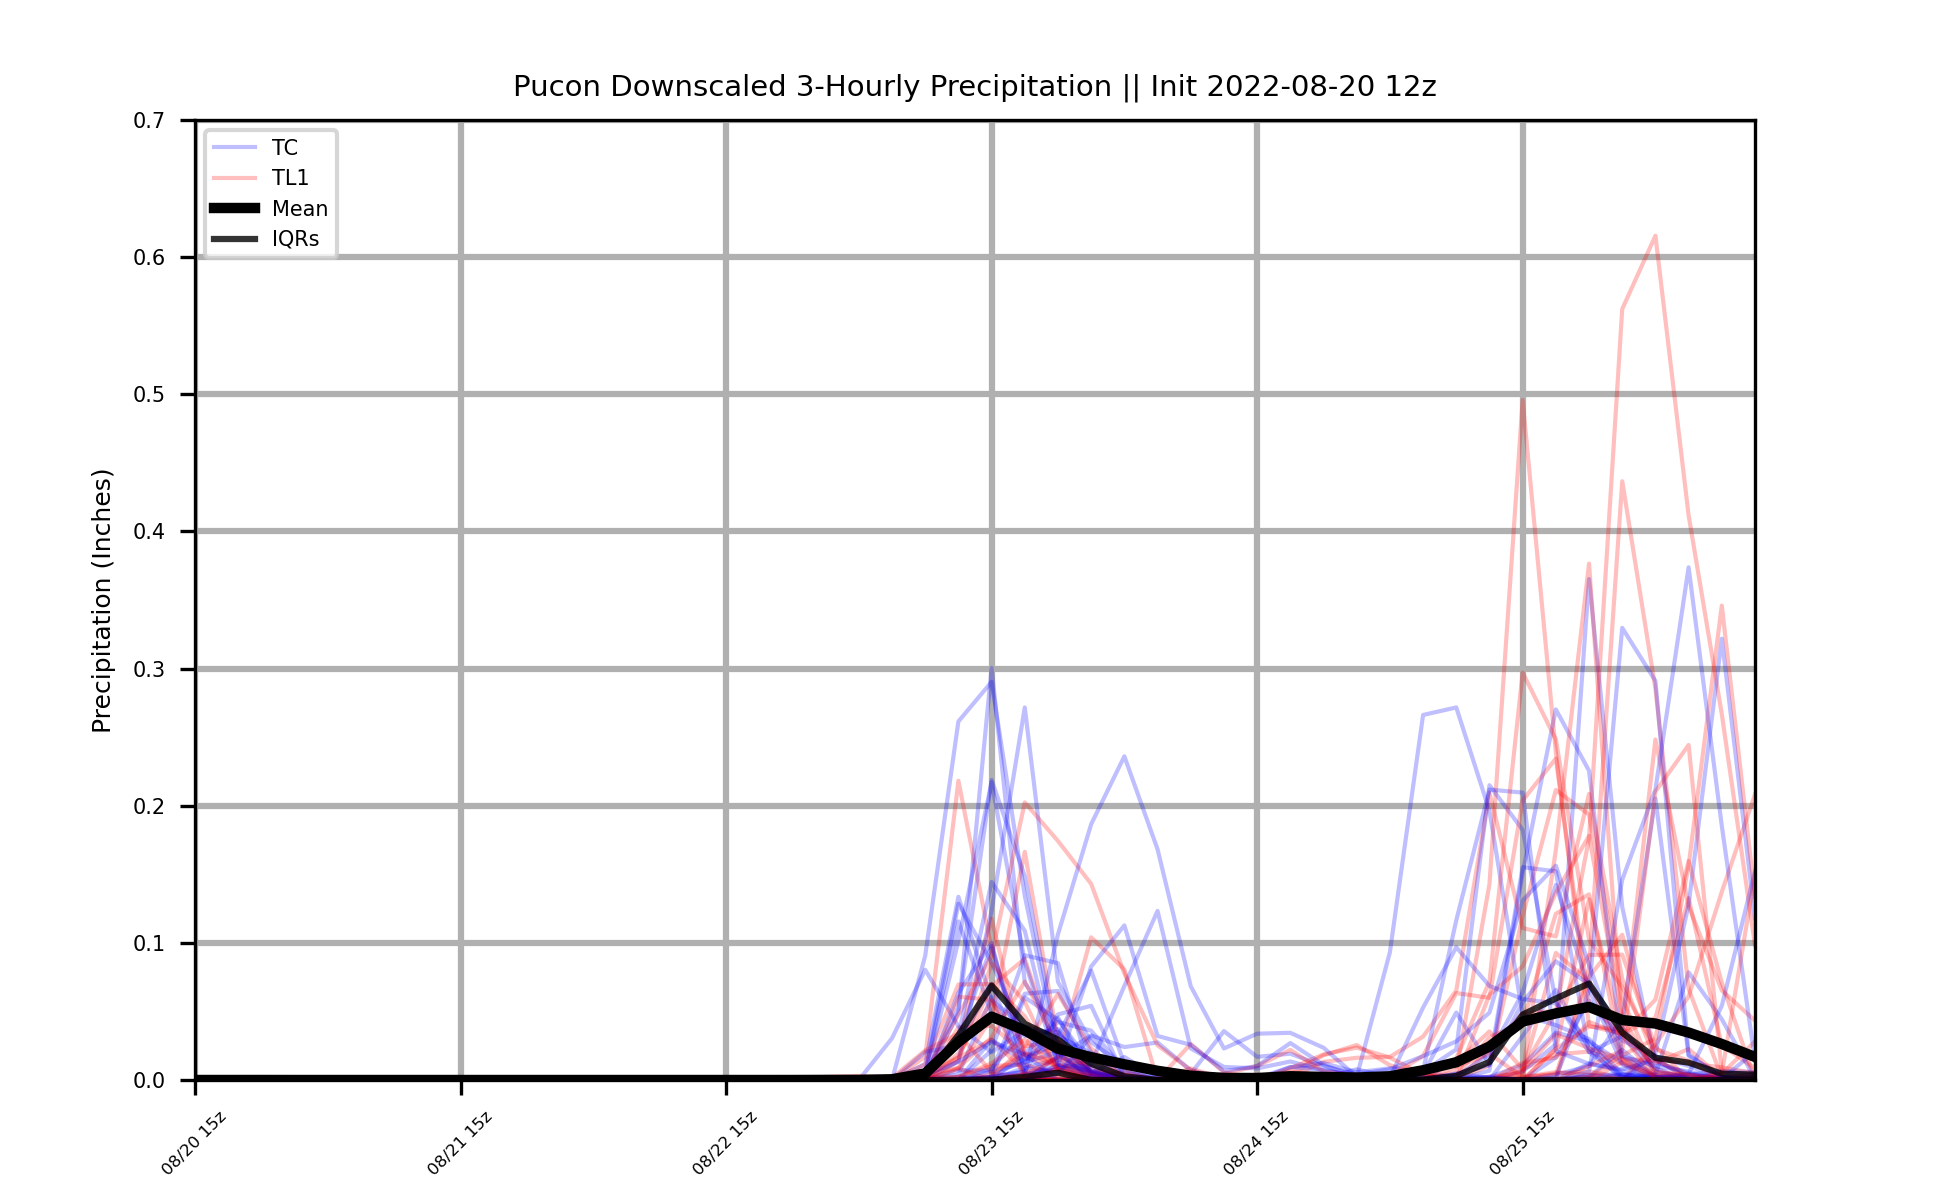 Pucon Downscaled 3-Hourly Precipitation || Init 2022-08-20 12z
TC
TL1
Mean
IQRs
Precipitation (Inches)
0.7
0.6
0.5
0.4
0.3
0.2
0.1
0.0
08/20 15z
08/21 15z
08/22 15z
08/23 15z
08/24 15z
08/25 15z